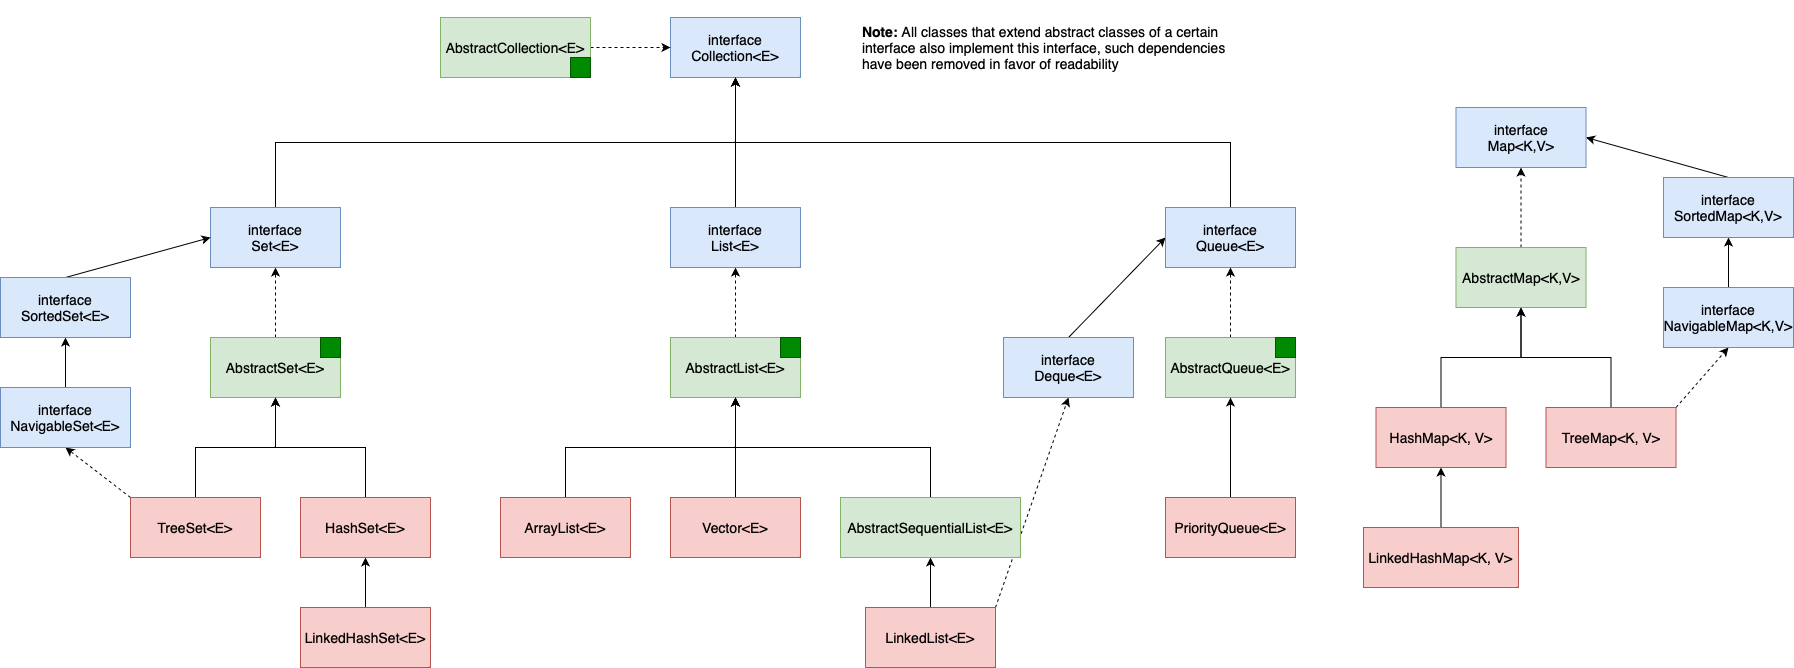 AbstractCollection<E>
interface
Collection<E>
Note: All classes that extend abstract classes of a certain
interface also implement this interface, such dependencies
have been removed in favor of readability
interface
Map<K,V>
interface
SortedMap<K,V>
interface
Set<E>
interface
List<E>
interface
Queue<E>
interface
SortedSet<E>
AbstractMap<K,V>
interface
NavigableMap<K,V>
AbstractSet<E>
AbstractList<E>
interface
Deque<E>
AbstractQueue<E>
interface
NavigableSet<E>
HashMap<K, V>
TreeMap<K, V>
TreeSet<E>
HashSet<E>
ArrayList<E>
Vector<E>
AbstractSequentialList<E>
PriorityQueue<E>
LinkedHashMap<K, V>
LinkedHashSet<E>
LinkedList<E>